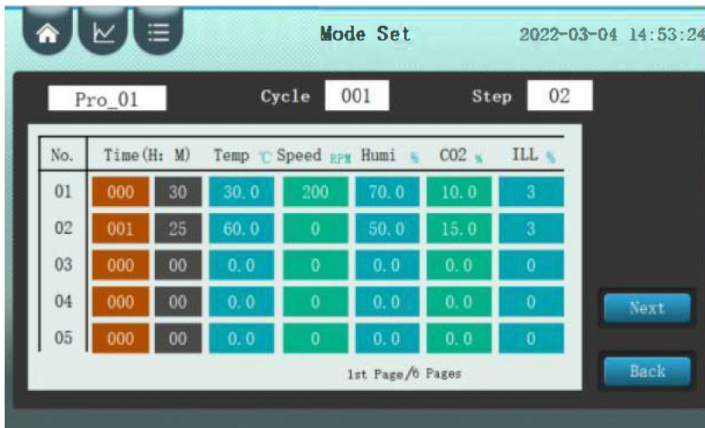 Mode Set 2022-03-04 14:53:24
Pro_01 Cycle 001 Step 02
No. Time(H: M) Temp ℃ Speed RPM Humi % CO2 % ILL %
01 000 30 30.0 200 70.0 10.0 3
02 001 25 60.0 0 50.0 15.0 3
03 000 00 0.0 0 0.0 0.0 0
04 000 00 0.0 0 0.0 0.0 0
Next
05 000 00 0.0 0 0.0 0.0 0
1st Page/6 Pages
Back